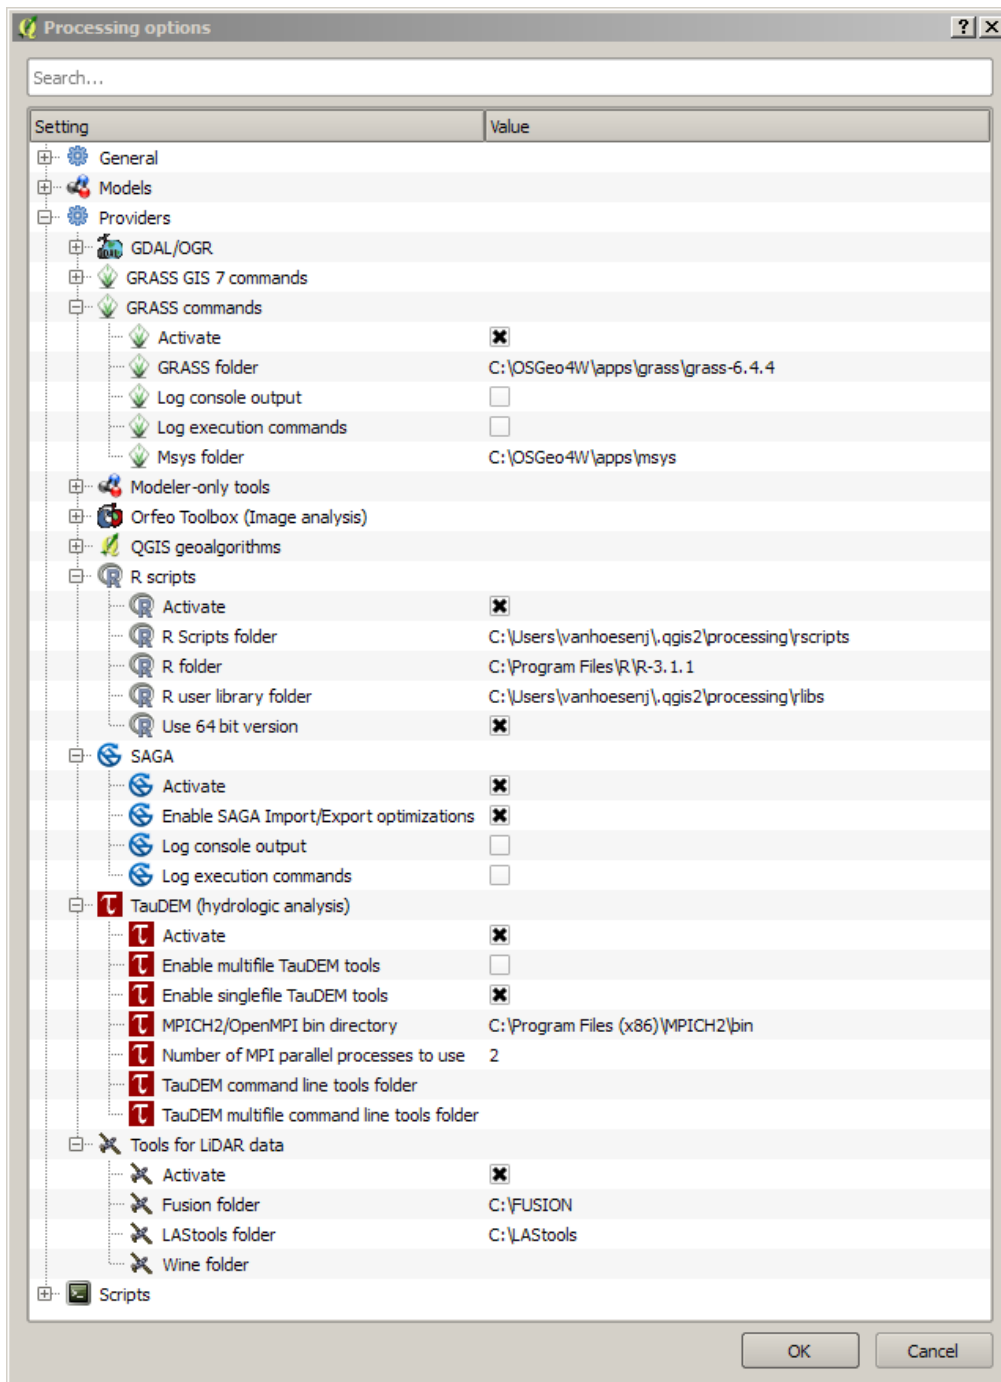 Processing options
Search...
Setting Value
General
Models
Providers
GDAL/OGR
GRASS GIS 7 commands
GRASS commands
Activate
GRASS folder C:\OSGeo4W\apps\grass\grass-6.4.4
Log console output
Log execution commands
Msys folder C:\OSGeo4W\apps\msys
Modeler-only tools
Orfeo Toolbox (Image analysis)
QGIS geoalgorithms
R scripts
Activate
R Scripts folder C:\Users\vanhoesenj\.qgis2\processing\rscripts
R folder C:\Program Files\R\R-3.1.1
R user library folder C:\Users\vanhoesenj\.qgis2\processing\rlibs
Use 64 bit version
SAGA
Activate
Enable SAGA Import/Export optimizations
Log console output
Log execution commands
TauDEM (hydrologic analysis)
Activate
Enable multifile TauDEM tools
Enable singlefile TauDEM tools
MPICH2/OpenMPI bin directory C:\Program Files (x86)\MPICH2\bin
Number of MPI parallel processes to use 2
TauDEM command line tools folder
TauDEM multifile command line tools folder
Tools for LiDAR data
Activate
Fusion folder C:\FUSION
LAStools folder C:\LAStools
Wine folder
Scripts
OK Cancel